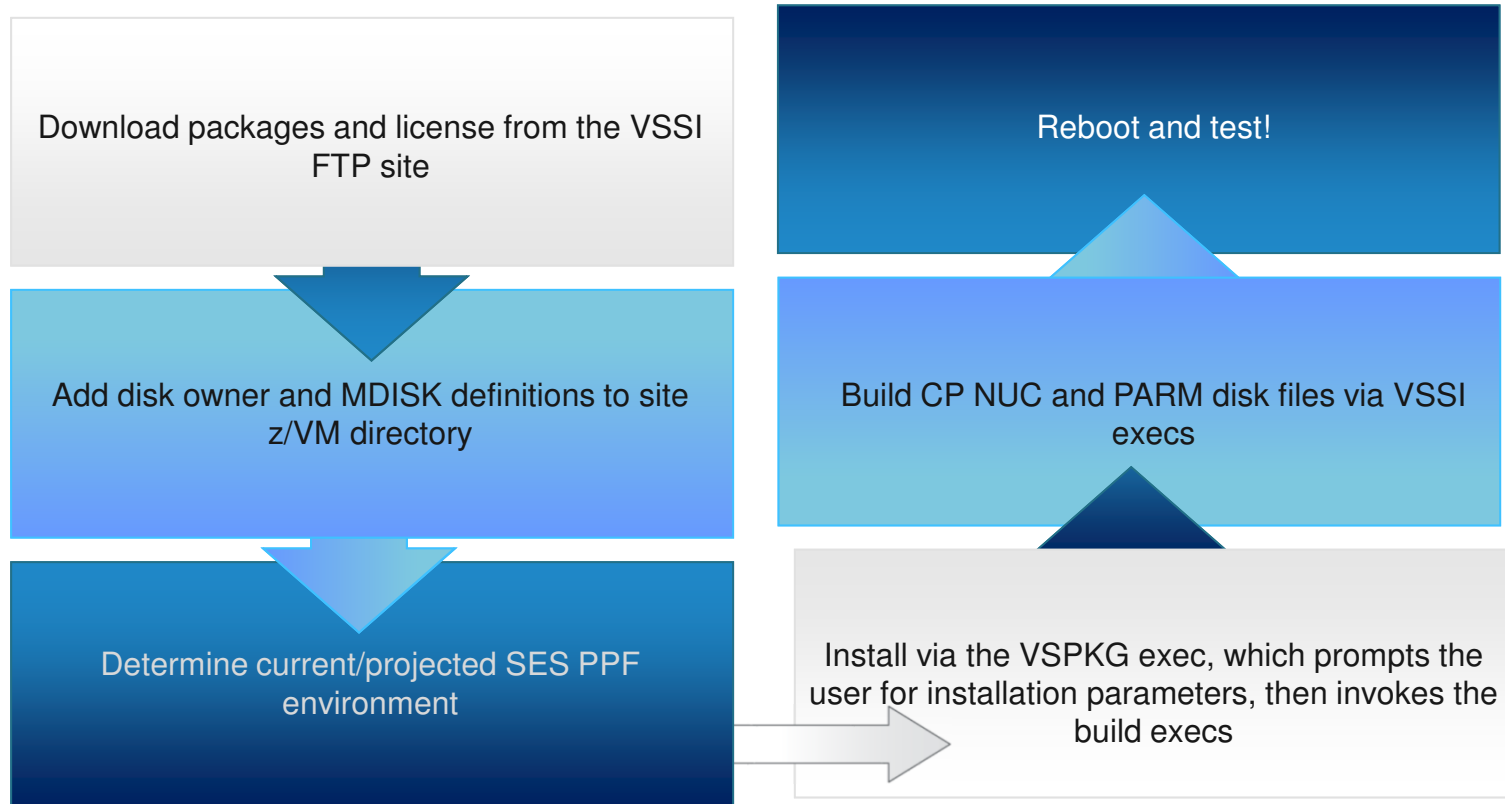 Download packages and license from the VSSI
FTP site
Add disk owner and MDISK definitions to site
z/VM directory
Determine current/projected SES PPF
environment
Install via the VSPKG exec, which prompts the
user for installation parameters, then invokes the
build execs
Build CP NUC and PARM disk files via VSSI
execs
Reboot and test!